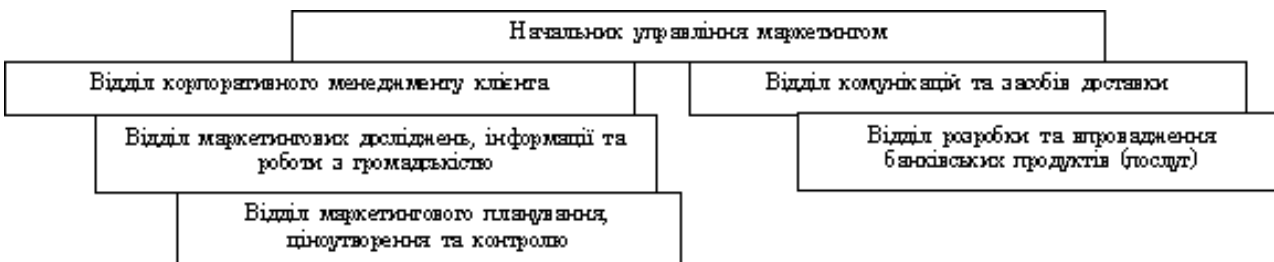 Начальник управління маркетингом
Відділ корпоративного менеджменту клієнта
Відділ комунікацій та засобів доставки
Відділ маркетингових досліджень, інформації та
роботи з громадськістю
Відділ розробки та впровадження
банківських продуктів (послуг)
Відділ маркетингового планування,
ціноутворення та контролю